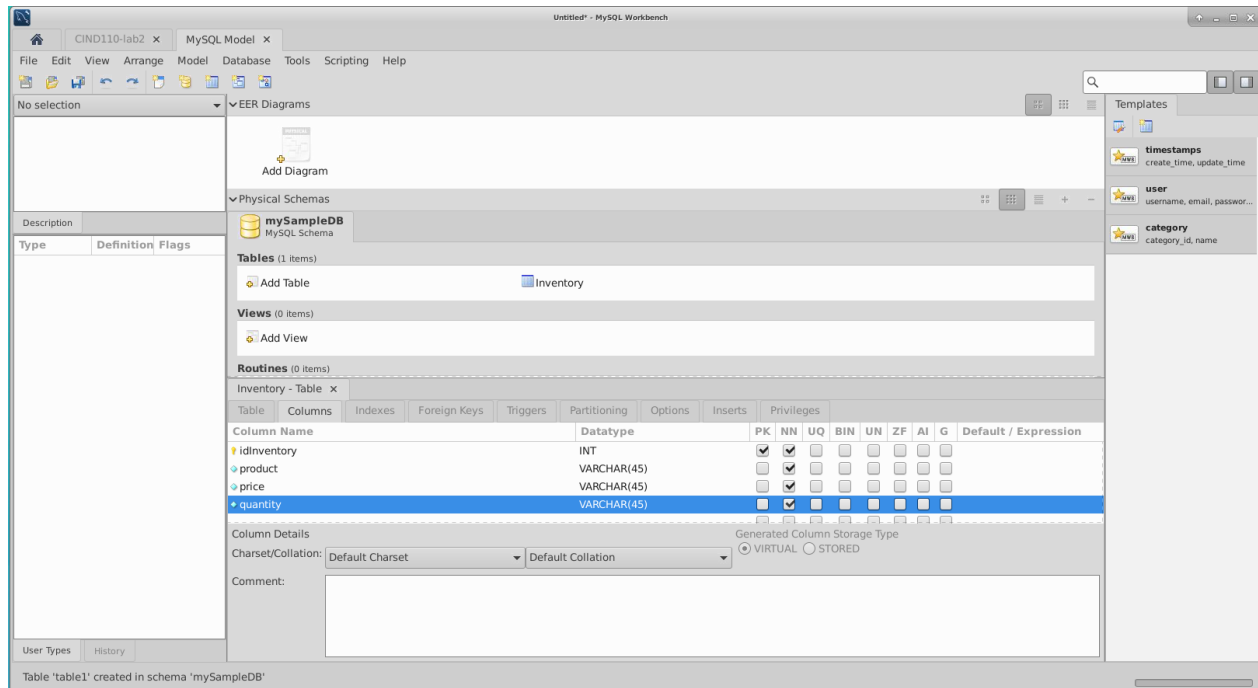 Untitled* - MySQL Workbench
CIND110-lab2 MySQL Model
File Edit View Arrange Model Database Tools Scripting Help
No selection
EER Diagrams
Templates
PHYSICAL
Add Diagram
MWB timestamps
create_time, update_time
MWB user
username, email, passwor...
MWB category
category_id, name
Physical Schemas
mySampleDB
MySQL Schema
Description
Type Definition Flags
Tables (1 items)
Add Table Inventory
Views (0 items)
Add View
Routines (0 items)
Inventory - Table
Table Columns Indexes Foreign Keys Triggers Partitioning Options Inserts Privileges
Column Name Datatype PK NN UQ BIN UN ZF AI G Default / Expression
idInventory INT
product VARCHAR(45)
price VARCHAR(45)
quantity VARCHAR(45)
Column Details Generated Column Storage Type
Charset/Collation: Default Charset Default Collation VIRTUAL STORED
Comment:
User Types History
Table 'table1' created in schema 'mySampleDB'